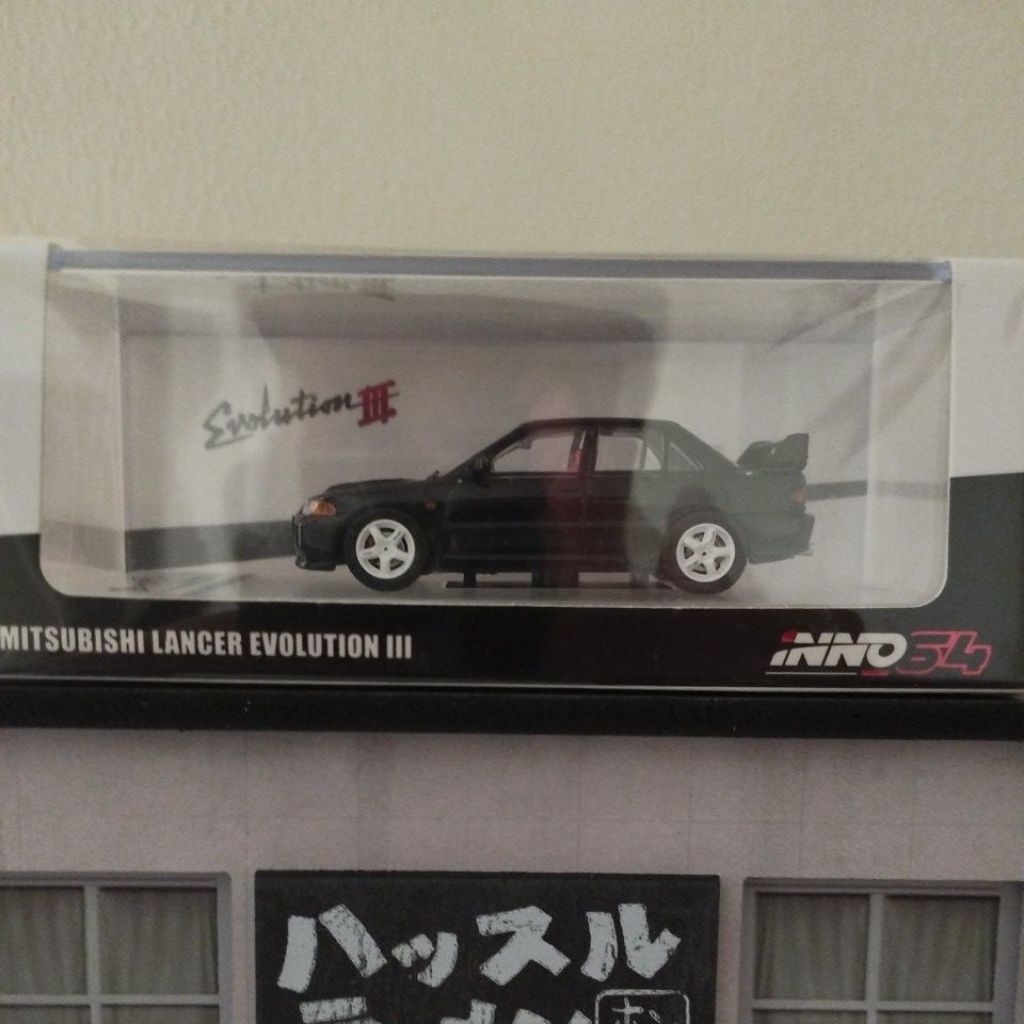 Evolution III
MITSUBISHI LANCER EVOLUTION III
INNO64
ハッスル